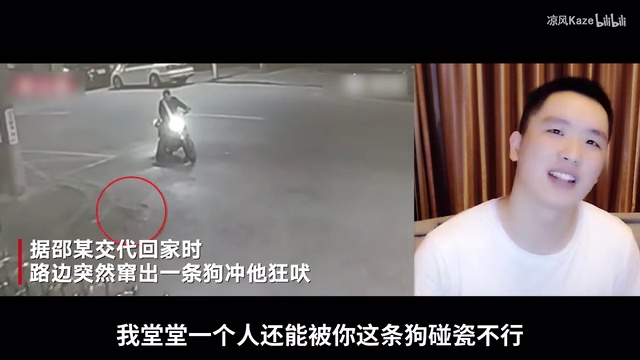 凉风Kaze bilibili
据邵某交代回家时
路边突然窜出一条狗冲他狂吠
我堂堂一个人还能被你这条狗碰瓷不行